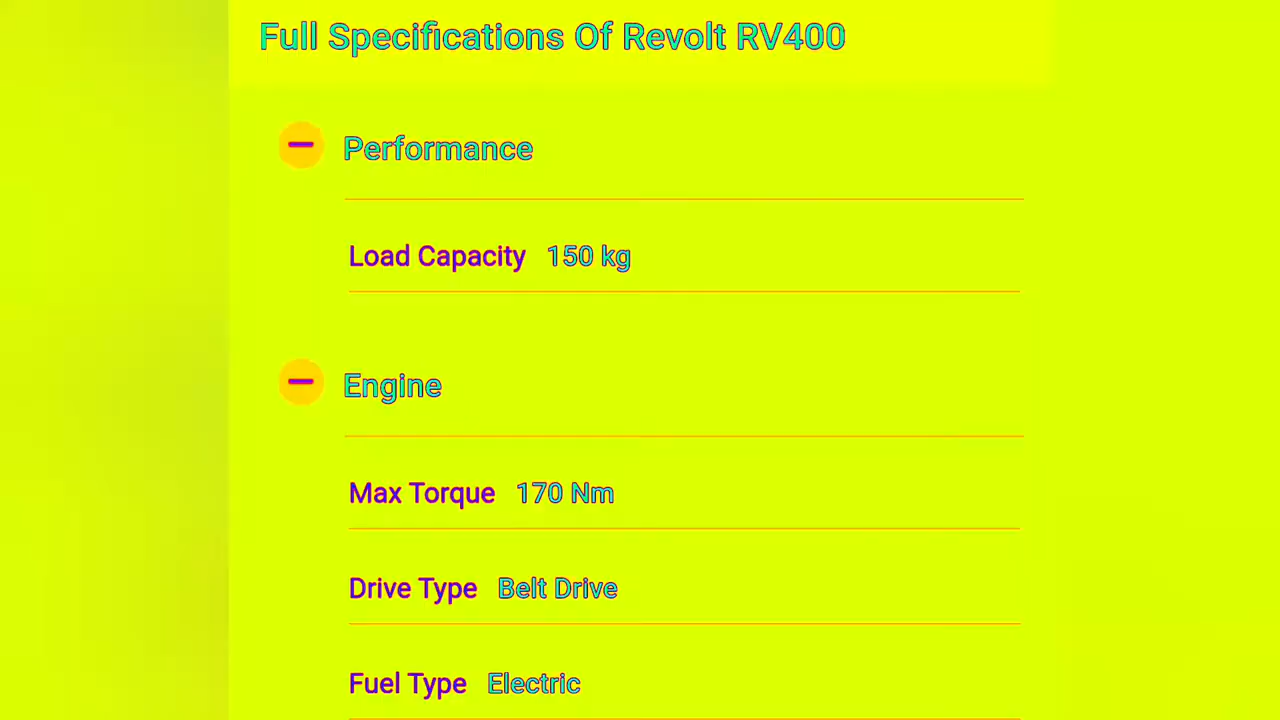 Full Specifications Of Revolt RV400
Performance
Load Capacity 150 kg
Engine
Max Torque 170 Nm
Drive Type Belt Drive
Fuel Type Electric